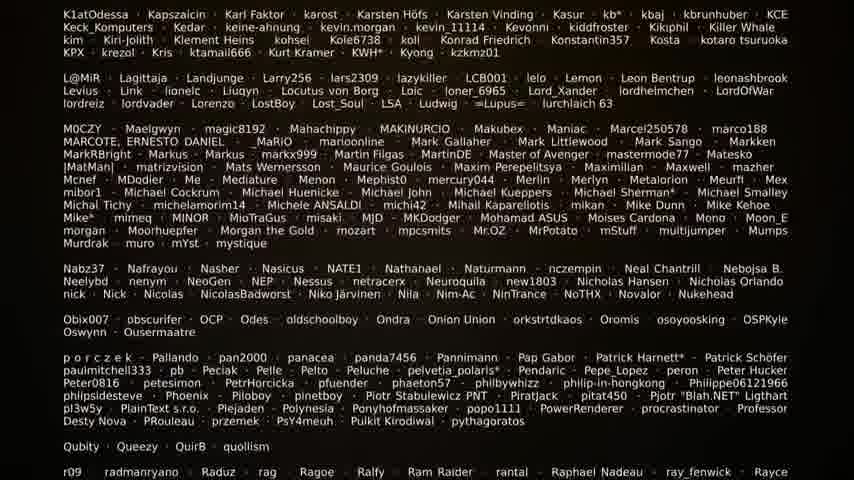 K1atOdessa · Kapszaicin · Karl Faktor · karost · Karsten Höfs · Karsten Vinding · Kasur · kb* · kbaj · kbrunhuber · KCE
Keck_Komputers · Kedar · keine-ahnung · kevin.morgan · kevin_11114 · Kevonni · kiddfroster · Kikiphil · Killer Whale
kim · Kiri-Jolith · Klement Heins · kohsei · Kole6738 · koll · Konrad Friedrich · Konstantin357 · Kosta · kotaro tsuruoka
KPX · krezol · Kris · ktamail666 · Kurt Kramer · KWH* · Kyong · kzkmz01
L@MiR · Lagittaja · Landjunge · Larry256 · lars2309 · lazykiller · LCB001 · lelo · Lemon · Leon Bentrup · leonashbrook
Levius · Link · lionelc · Liuqyn · Locutus von Borg · Loic · loner_6965 · Lord_Xander · lordhelmchen · LordOfWar
lordreiz · lordvader · Lorenzo · LostBoy · Lost_Soul · LSA · Ludwig · =Lupus= · lurchlaich 63
M0CZY · Maelgwyn · magic8192 · Mahachippy · MAKINURCIO · Makubex · Maniac · Marcel250578 · marco188
MARCOTE, ERNESTO DANIEL · _MaRiO · marioonline · Mark Gallaher · Mark Littlewood · Mark Sango · Markken
MarkRBright · Markus · Markus · markx999 · Martin Filgas · MartinDE · Master of Avenger · mastermode77 · Matesko
|MatMan| · matrizvision · Mats Wernersson · Maurice Goulois · Maxim Perepelitsya · Maximilian · Maxwell · mazher
Mcnef · MDodier · Me · Mediature · Menon · Mephist0 · mercury044 · Merlin · Merlyn · Metalorion · Meurfi · Mex
mibor1 · Michael Cockrum · Michael Huenicke · Michael John · Michael Kueppers · Michael Sherman* · Michael Smalley
Michal Tichy · michelamorim14 · Michele ANSALDI · michi42 · Mihail Kapareliotis · mikan · Mike Dunn · Mike Kehoe
Mike* · mimeq · MINOR · MioTraGus · misaki · MJD · MKDodger · Mohamad ASUS · Moises Cardona · Mono · Moon_E
morgan · Moorhuepfer · Morgan the Gold · mozart · mpcsmits · Mr.OZ · MrPotato · mStuff · multijumper · Mumps
Murdrak · muro · mYst · mystique
Nabz37 · Nafrayou · Nasher · Nasicus · NATE1 · Nathanael · Naturmann · nczempin · Neal Chantrill · Nebojsa B.
Neelybd · nenym · NeoGen · NEP · Nessus · netracerx · Neuroquila · new1803 · Nicholas Hansen · Nicholas Orlando
nick · Nick · Nicolas · NicolasBadworst · Niko Järvinen · Nila · Nim-Ac · NinTrance · NoTHX · Novalor · Nukehead
Obix007 · obscurifer · OCP · Odes · oldschoolboy · Ondra · Onion Union · orkstrtdkaos · Oromis · osoyoosking · OSPKyle
Oswynn · Ousermaatre
p o r c z e k · Pallando · pan2000 · panacea · panda7456 · Pannimann · Pap Gabor · Patrick Harnett* · Patrick Schöfer
paulmitchell333 · pb · Peciak · Pelle · Pelto · Peluche · pelvetia_polaris* · Pendaric · Pepe_Lopez · peron · Peter Hucker
Peter0816 · petesimon · PetrHorcicka · pfuender · phaeton57 · philbywhizz · philip-in-hongkong · Philippe06121966
phlipsidesteve · Phoenix · Piloboy · pinetboy · Piotr Stabulewicz PNT · PiratJack · pitat450 · Pjotr "Blah.NET" Ligthart
pl3w5y · PlainText s.r.o. · Plejaden · Polynesia · Ponyhofmassaker · popo1111 · PowerRenderer · procrastinator · Professor
Desty Nova · PRouleau · przemek · PsY4meuh · Pulkit Kirodiwal · pythagoratos
Qubity · Queezy · QuirB · quollism
r09 · radmanryano · Raduz · rag · Ragoe · Ralfy · Ram Raider · rantal · Raphael Nadeau · ray_fenwick · Rayce